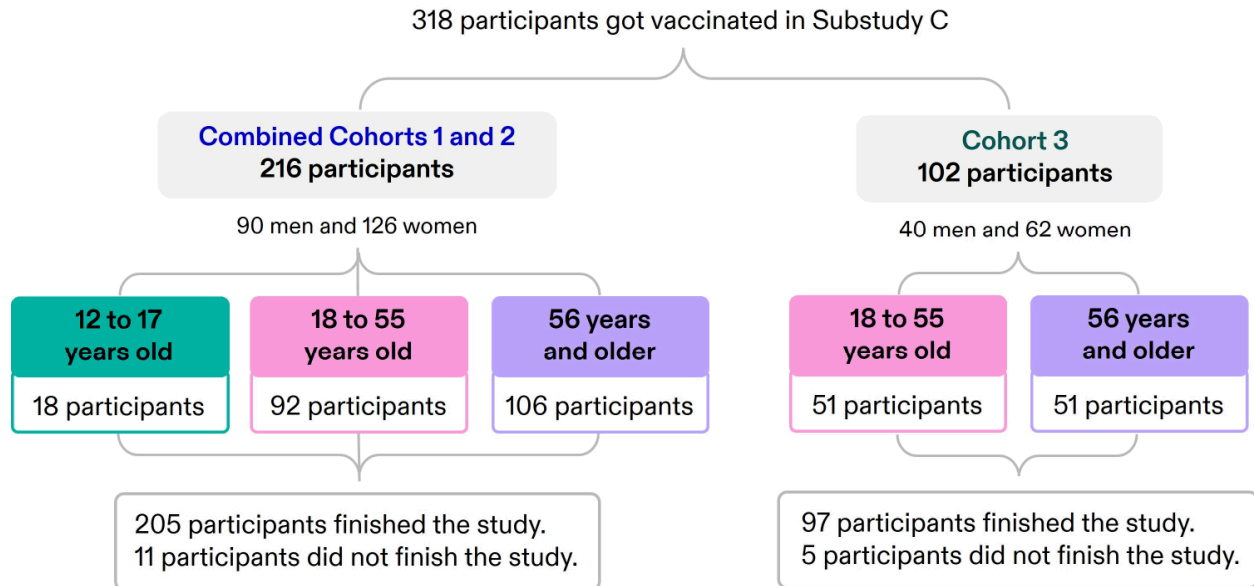 318 participants got vaccinated in Substudy C
Combined Cohorts 1 and 2
216 participants
90 men and 126 women
12 to 17
years old
18 participants
18 to 55
years old
92 participants
56 years
and older
106 participants
205 participants finished the study.
11 participants did not finish the study.
Cohort 3
102 participants
40 men and 62 women
18 to 55
years old
51 participants
56 years
and older
51 participants
97 participants finished the study.
5 participants did not finish the study.